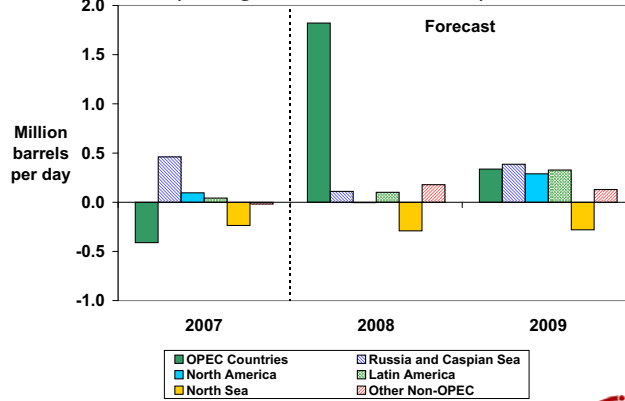 2.0
Forecast
1.5
1.0
Million
barrels
per day
0.5
0.0
-0.5
-1.0
2007 2008 2009
OPEC Countries Russia and Caspian Sea
North America Latin America
North Sea Other Non-OPEC